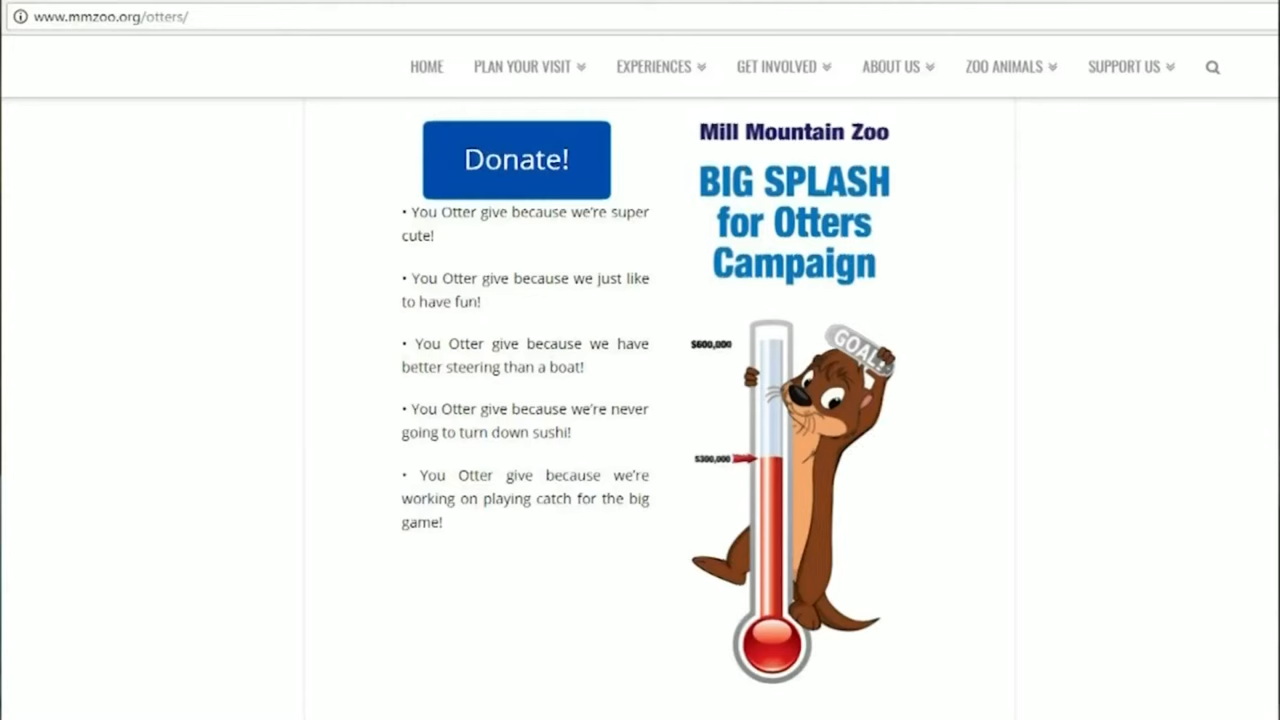 www.mmzoo.org/otters/
HOME PLAN YOUR VISIT EXPERIENCES GET INVOLVED ABOUT US ZOO ANIMALS SUPPORT US
Donate!
• You Otter give because we're super
cute!
• You Otter give because we just like
to have fun!
• You Otter give because we have
better steering than a boat!
• You Otter give because we're never
going to turn down sushi!
• You Otter give because we're
working on playing catch for the big
game!
Mill Mountain Zoo
BIG SPLASH
for Otters
Campaign
GOAL
$600,000
$300,000